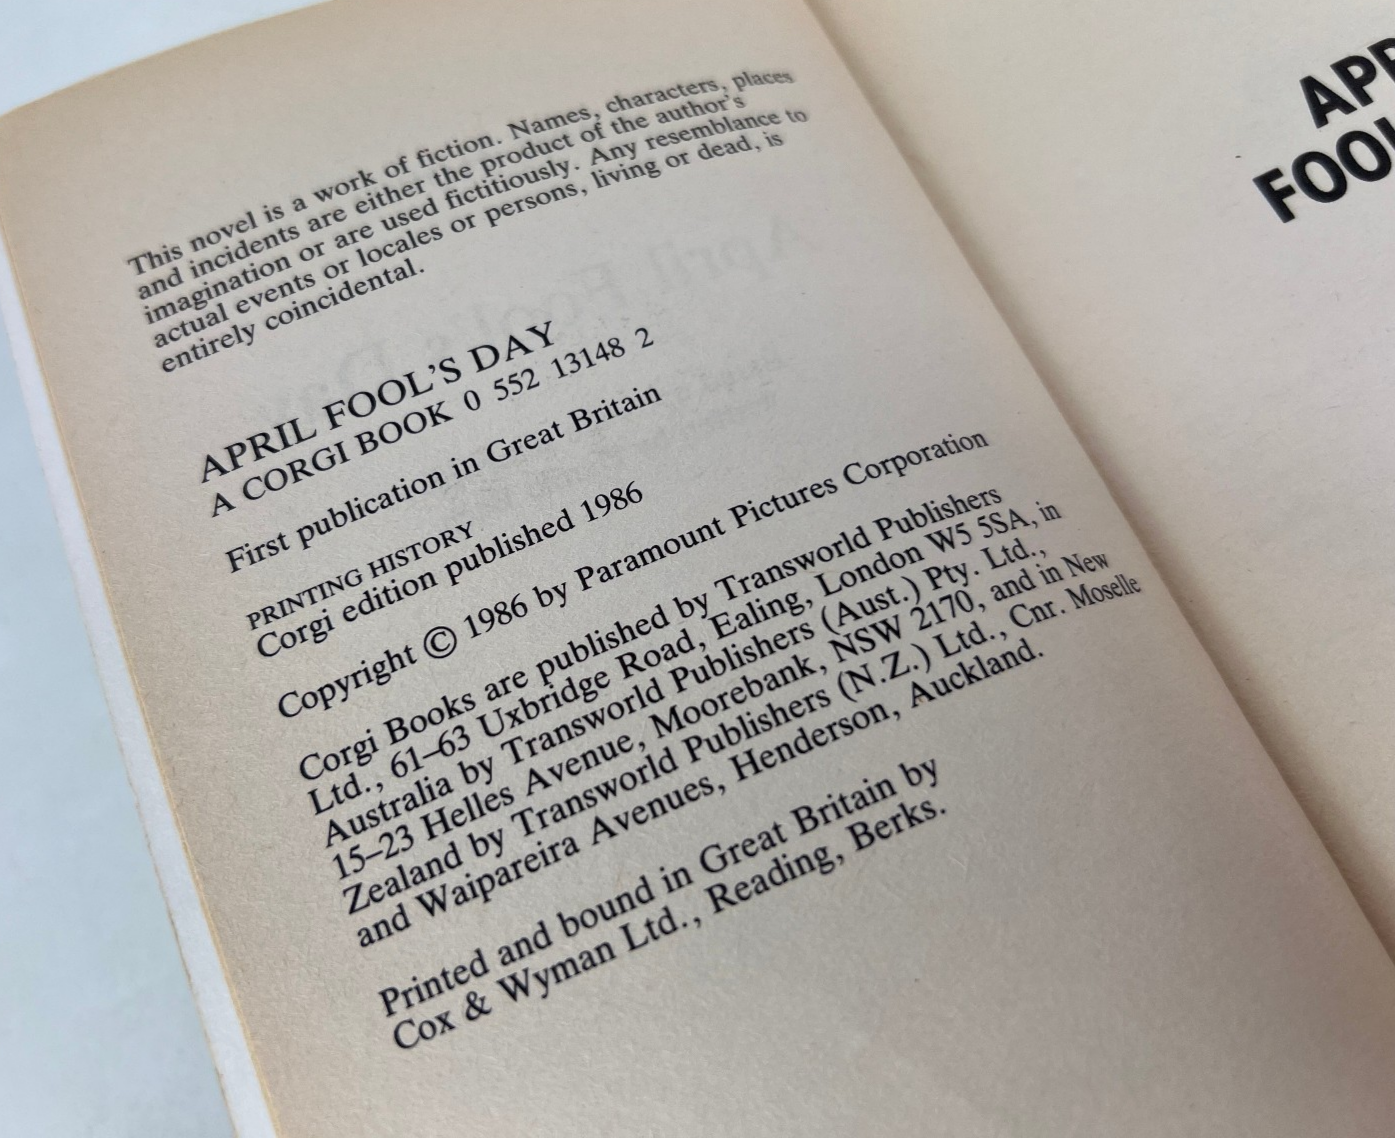 This novel is a work of fiction. Names, characters, places
and incidents are either the product of the author's
imagination or are used fictitiously. Any resemblance to
actual events or locales or persons, living or dead, is
entirely coincidental.
APRIL FOOL'S DAY
A CORGI BOOK 0 552 13148 2
First publication in Great Britain
PRINTING HISTORY
Corgi edition published 1986
Copyright © 1986 by Paramount Pictures Corporation
Corgi Books are published by Transworld Publishers
Ltd., 61–63 Uxbridge Road, Ealing, London W5 5SA, in
Australia by Transworld Publishers (Aust.) Pty. Ltd.,
15–23 Helles Avenue, Moorebank, NSW 2170, and in New
Zealand by Transworld Publishers (N.Z.) Ltd., Cnr. Moselle
and Waipareira Avenues, Henderson, Auckland.
Printed and bound in Great Britain by
Cox & Wyman Ltd., Reading, Berks.